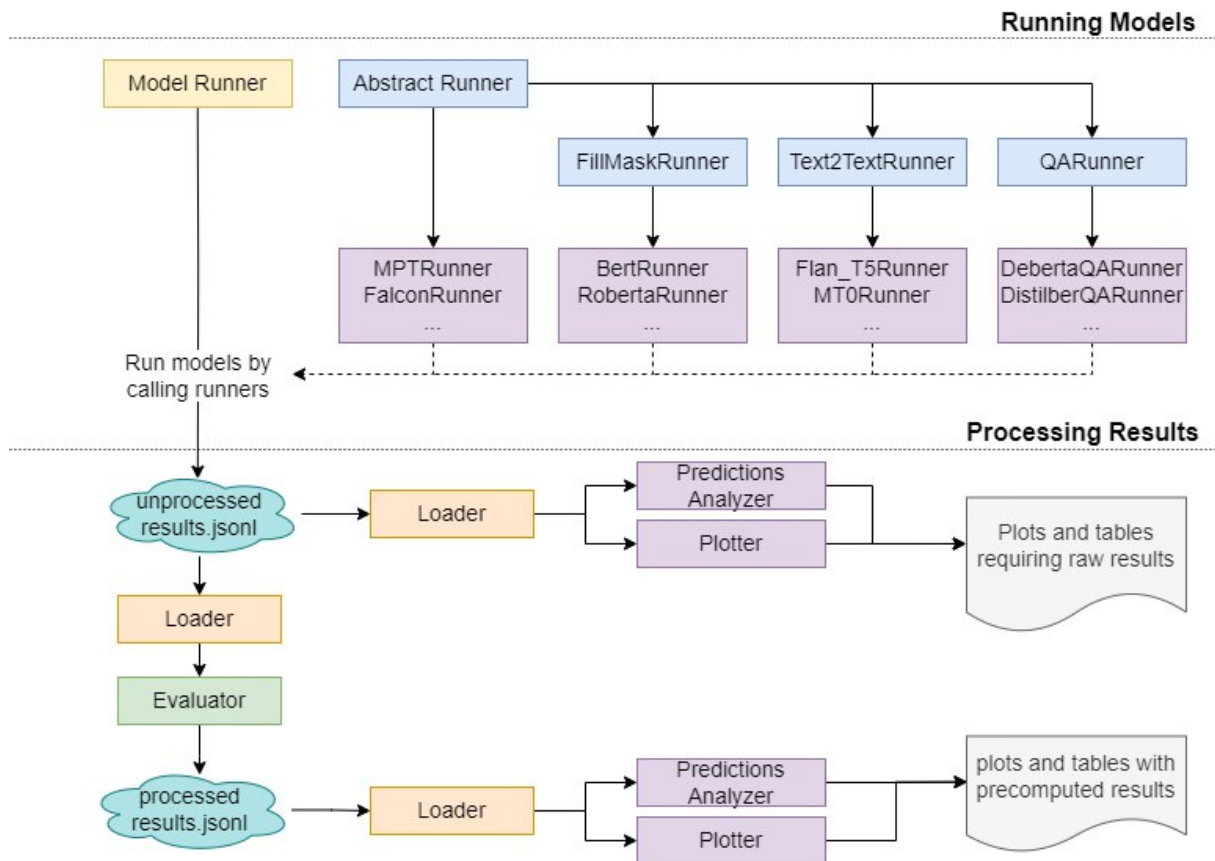 Running Models
Model Runner
Abstract Runner
FillMaskRunner
Text2TextRunner
QARunner
MPTRunner
FalconRunner
...
BertRunner
RobertaRunner
...
Flan_T5Runner
MT0Runner
...
DebertaQARunner
DistilberQARunner
...
Run models by
calling runners
Processing Results
unprocessed
results.jsonl
Loader
Predictions
Analyzer
Plotter
Plots and tables
requiring raw results
Loader
Evaluator
processed
results.jsonl
Loader
Predictions
Analyzer
Plotter
plots and tables with
precomputed results